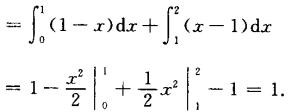 = ∫₀¹ (1 − x)dx + ∫₁² (x − 1)dx
= 1 − x²/2 |₀¹ + 1/2 x² |₁² − 1 = 1.